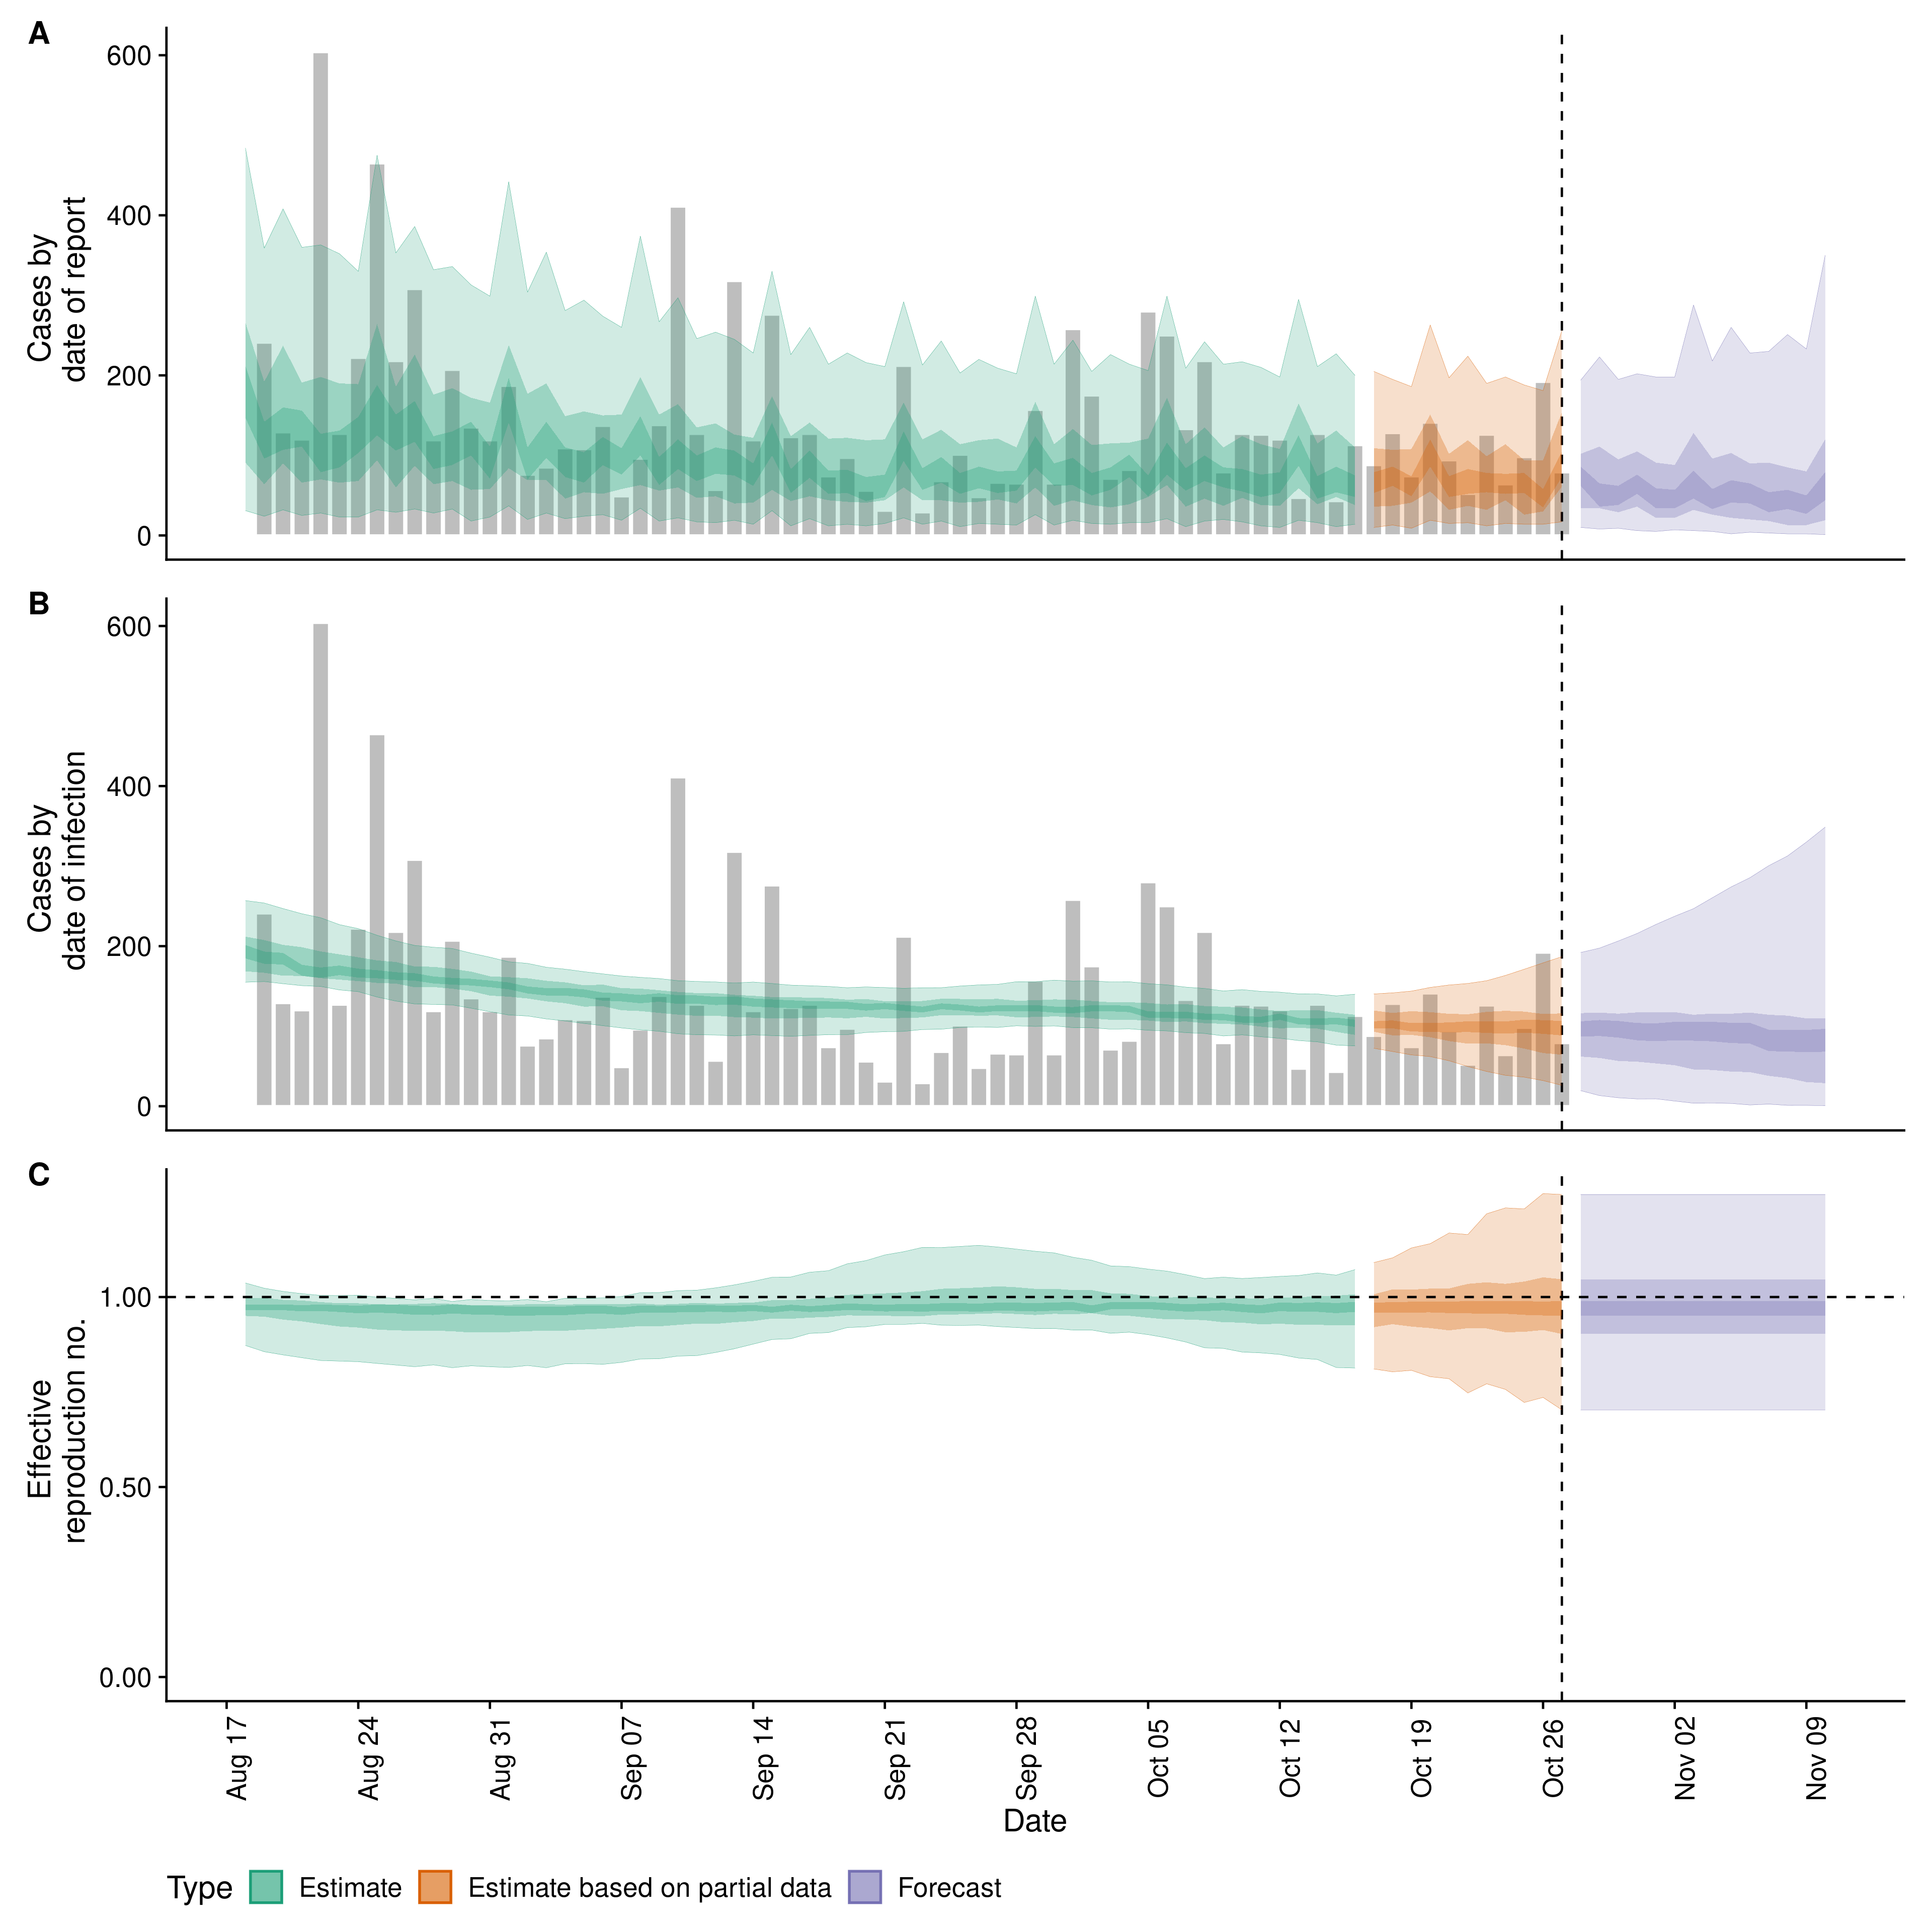 A
Cases by
date of report
600
400
200
0
B
Cases by
date of infection
600
400
200
0
C
Effective
reproduction no.
1.00
0.50
0.00
Aug 17
Aug 24
Aug 31
Sep 07
Sep 14
Sep 21
Sep 28
Oct 05
Oct 12
Oct 19
Oct 26
Nov 02
Nov 09
Date
Type Estimate Estimate based on partial data Forecast